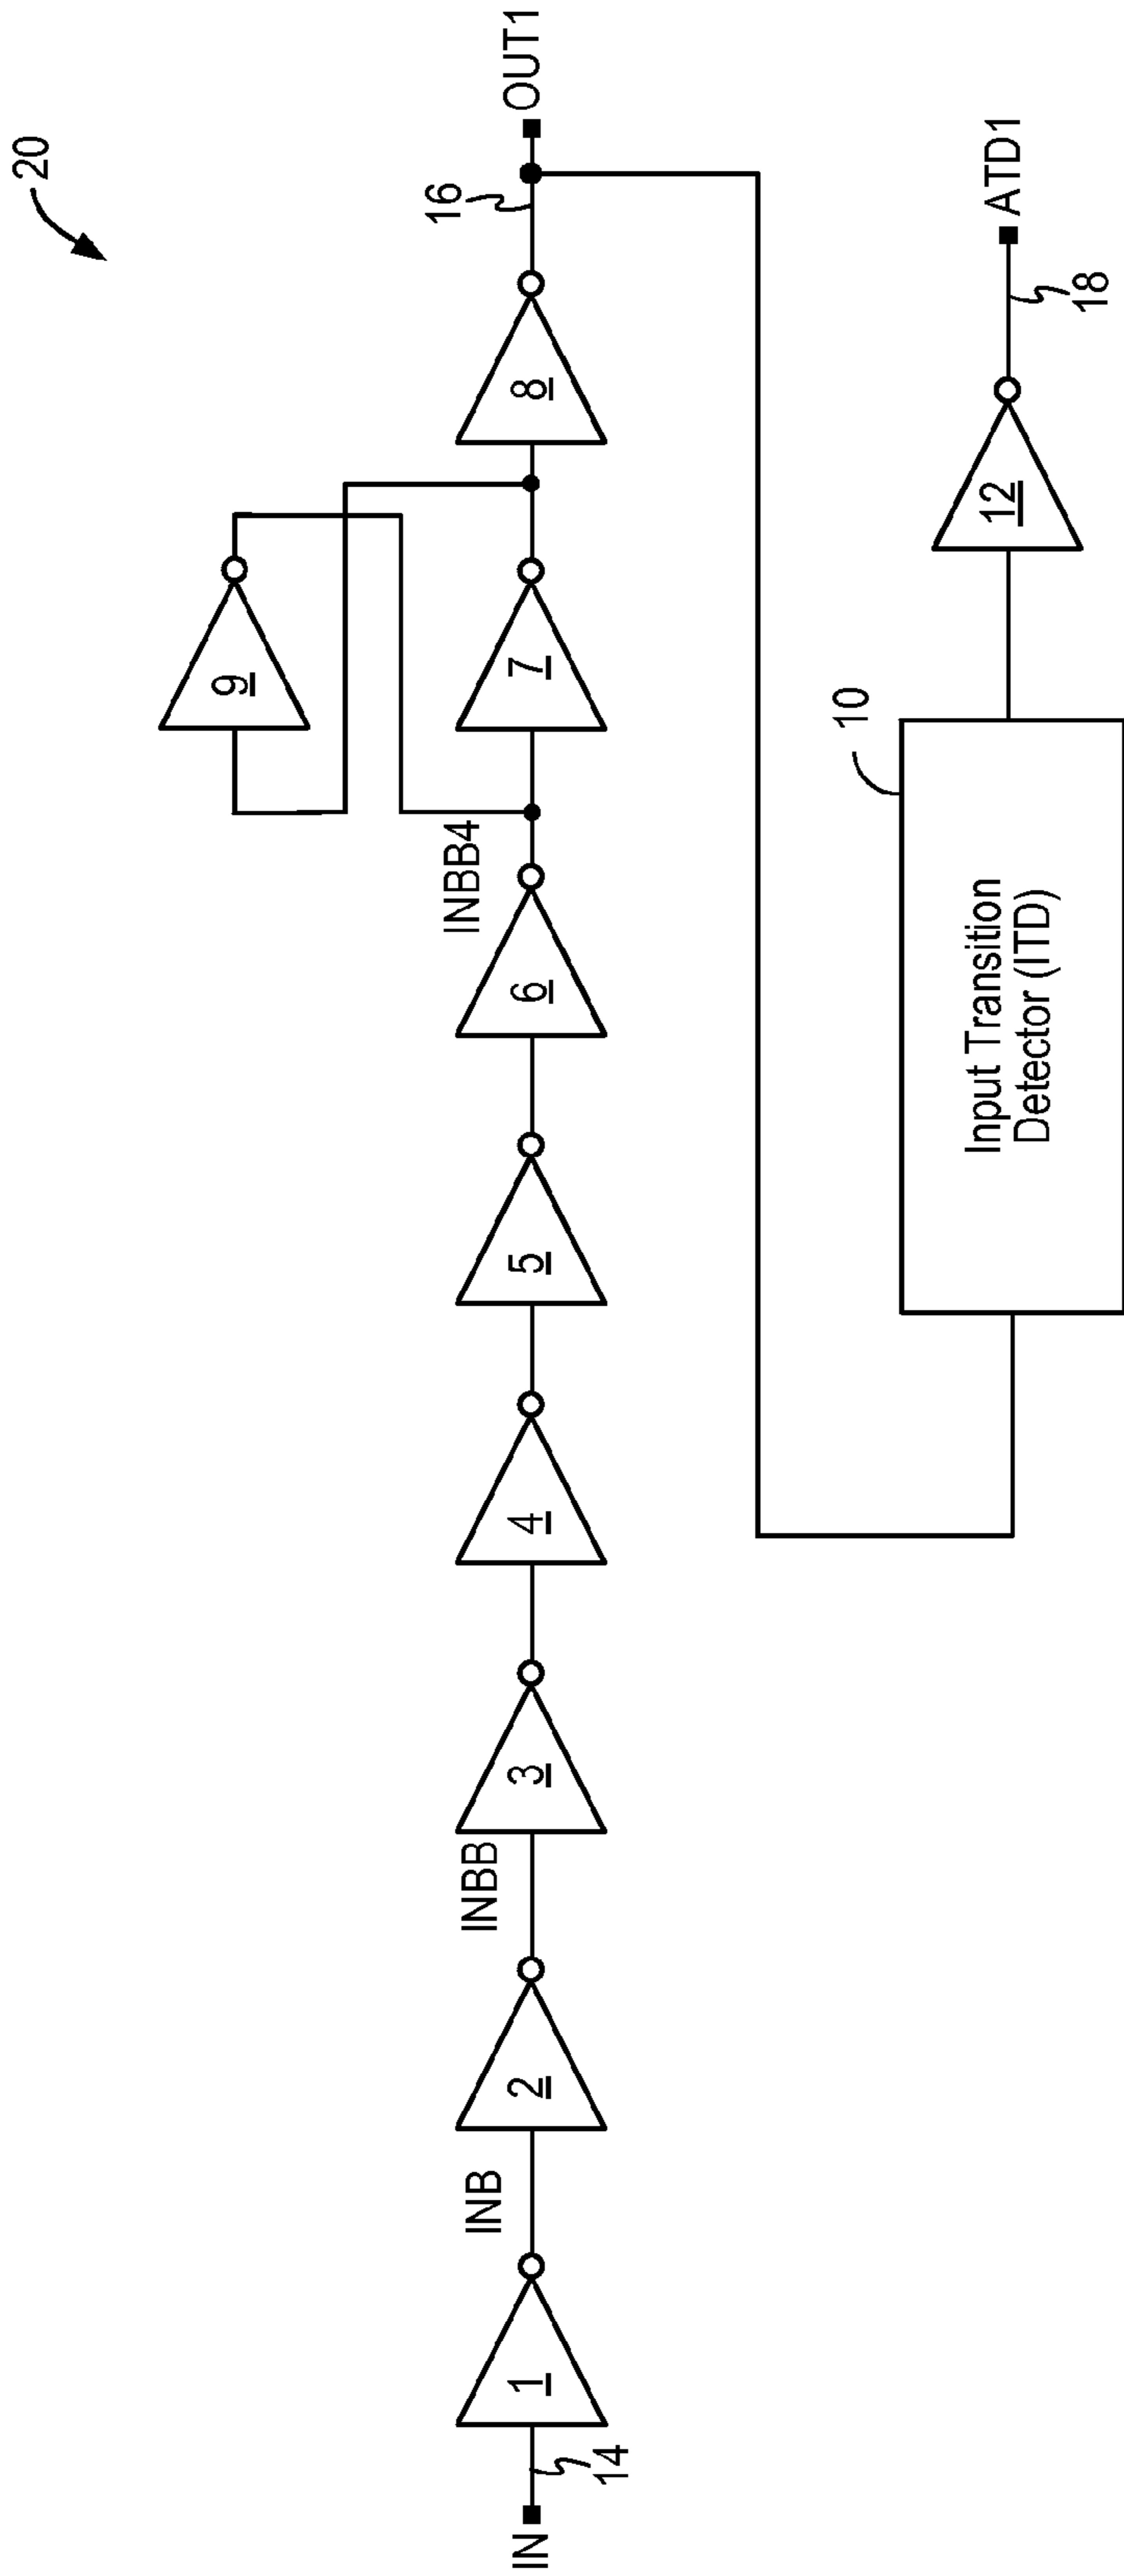 20
IN
14
1
INB
2
INBB
3
4
5
6
INBB4
7
9
8
16
OUT1
10
Input Transition
Detector (ITD)
12
18
ATD1